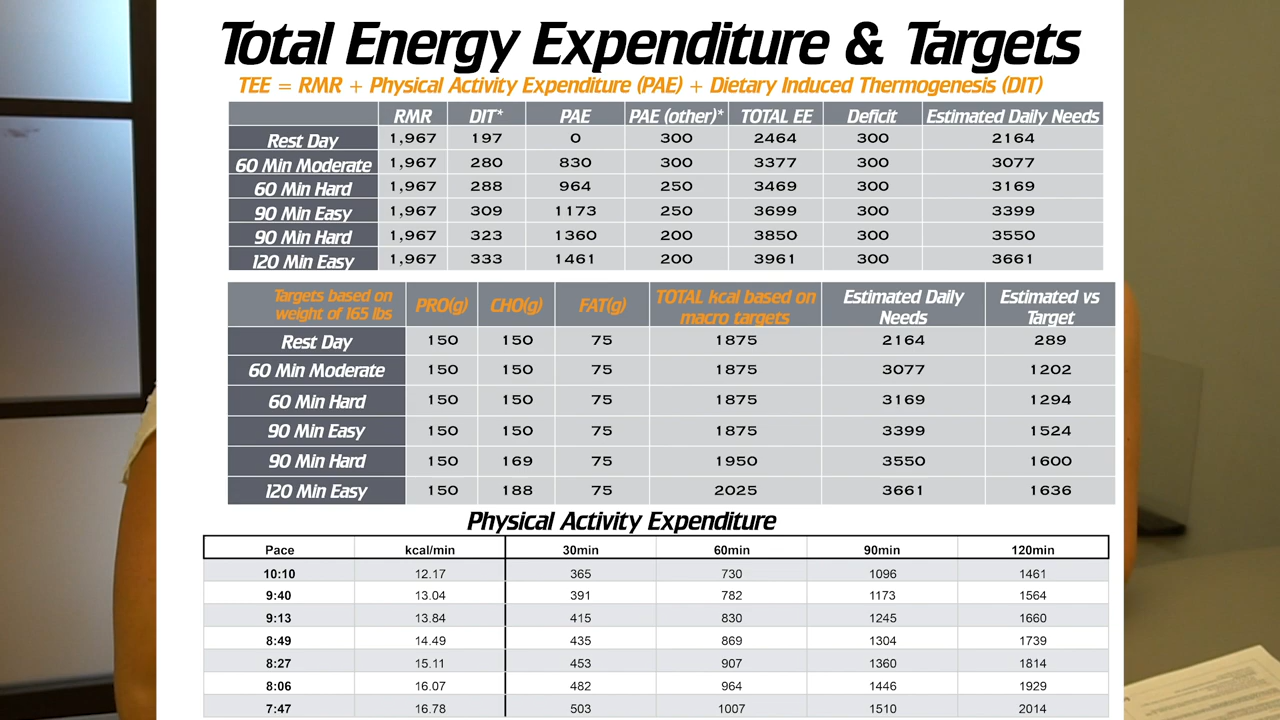 Total Energy Expenditure & Targets
TEE = RMR + Physical Activity Expenditure (PAE) + Dietary Induced Thermogenesis (DIT)
RMR DIT* PAE PAE (other)* TOTAL EE Deficit Estimated Daily Needs
Rest Day 1,967 197 0 300 2464 300 2164
60 Min Moderate 1,967 280 830 300 3377 300 3077
60 Min Hard 1,967 288 964 250 3469 300 3169
90 Min Easy 1,967 309 1173 250 3699 300 3399
90 Min Hard 1,967 323 1360 200 3850 300 3550
120 Min Easy 1,967 333 1461 200 3961 300 3661
Targets based on weight of 165 lbs PRO(g) CHO(g) FAT(g) TOTAL kcal based on macro targets Estimated Daily Needs Estimated vs Target
Rest Day 150 150 75 1875 2164 289
60 Min Moderate 150 150 75 1875 3077 1202
60 Min Hard 150 150 75 1875 3169 1294
90 Min Easy 150 150 75 1875 3399 1524
90 Min Hard 150 169 75 1950 3550 1600
120 Min Easy 150 188 75 2025 3661 1636
Physical Activity Expenditure
Pace kcal/min 30min 60min 90min 120min
10:10 12.17 365 730 1096 1461
9:40 13.04 391 782 1173 1564
9:13 13.84 415 830 1245 1660
8:49 14.49 435 869 1304 1739
8:27 15.11 453 907 1360 1814
8:06 16.07 482 964 1446 1929
7:47 16.78 503 1007 1510 2014